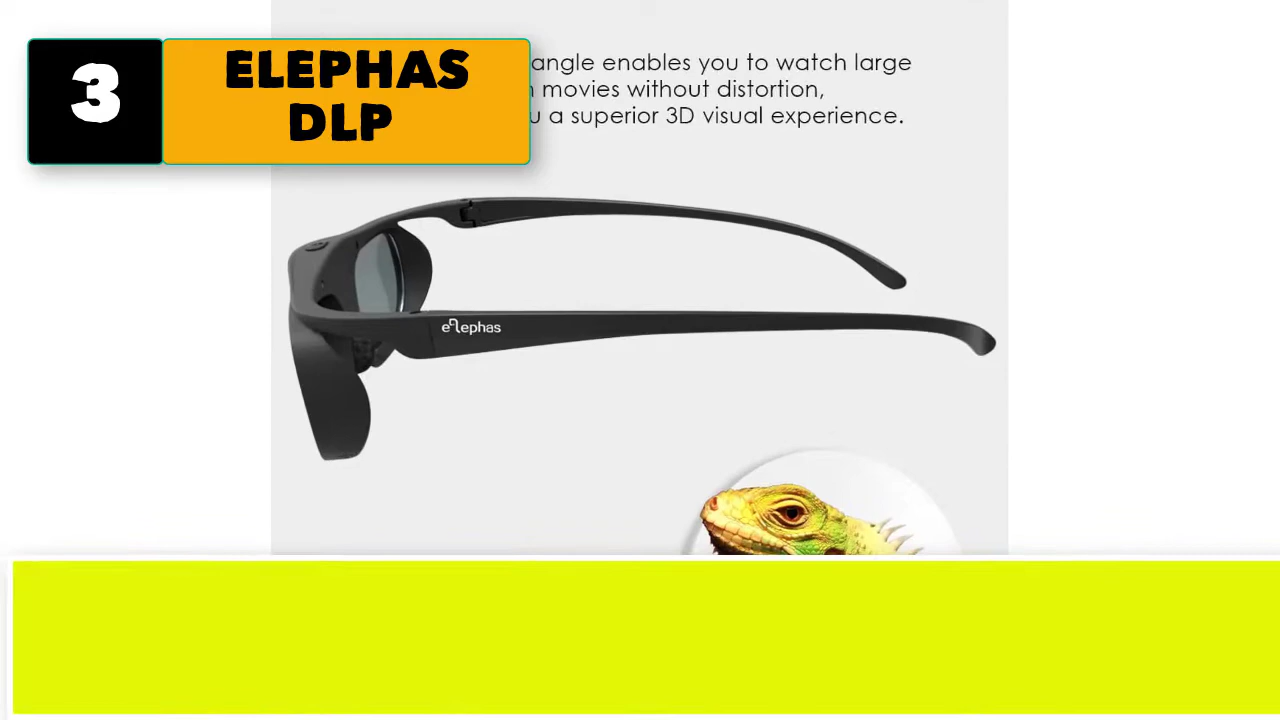 3
ELEPHAS
DLP
angle enables you to watch large
movies without distortion,
a superior 3D visual experience.
elephas